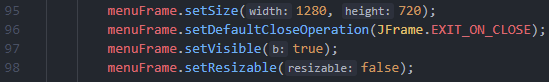 95 menuFrame.setSize(width: 1280, height: 720);
96 menuFrame.setDefaultCloseOperation(JFrame.EXIT_ON_CLOSE);
97 menuFrame.setVisible(b: true);
98 menuFrame.setResizable(resizable: false);